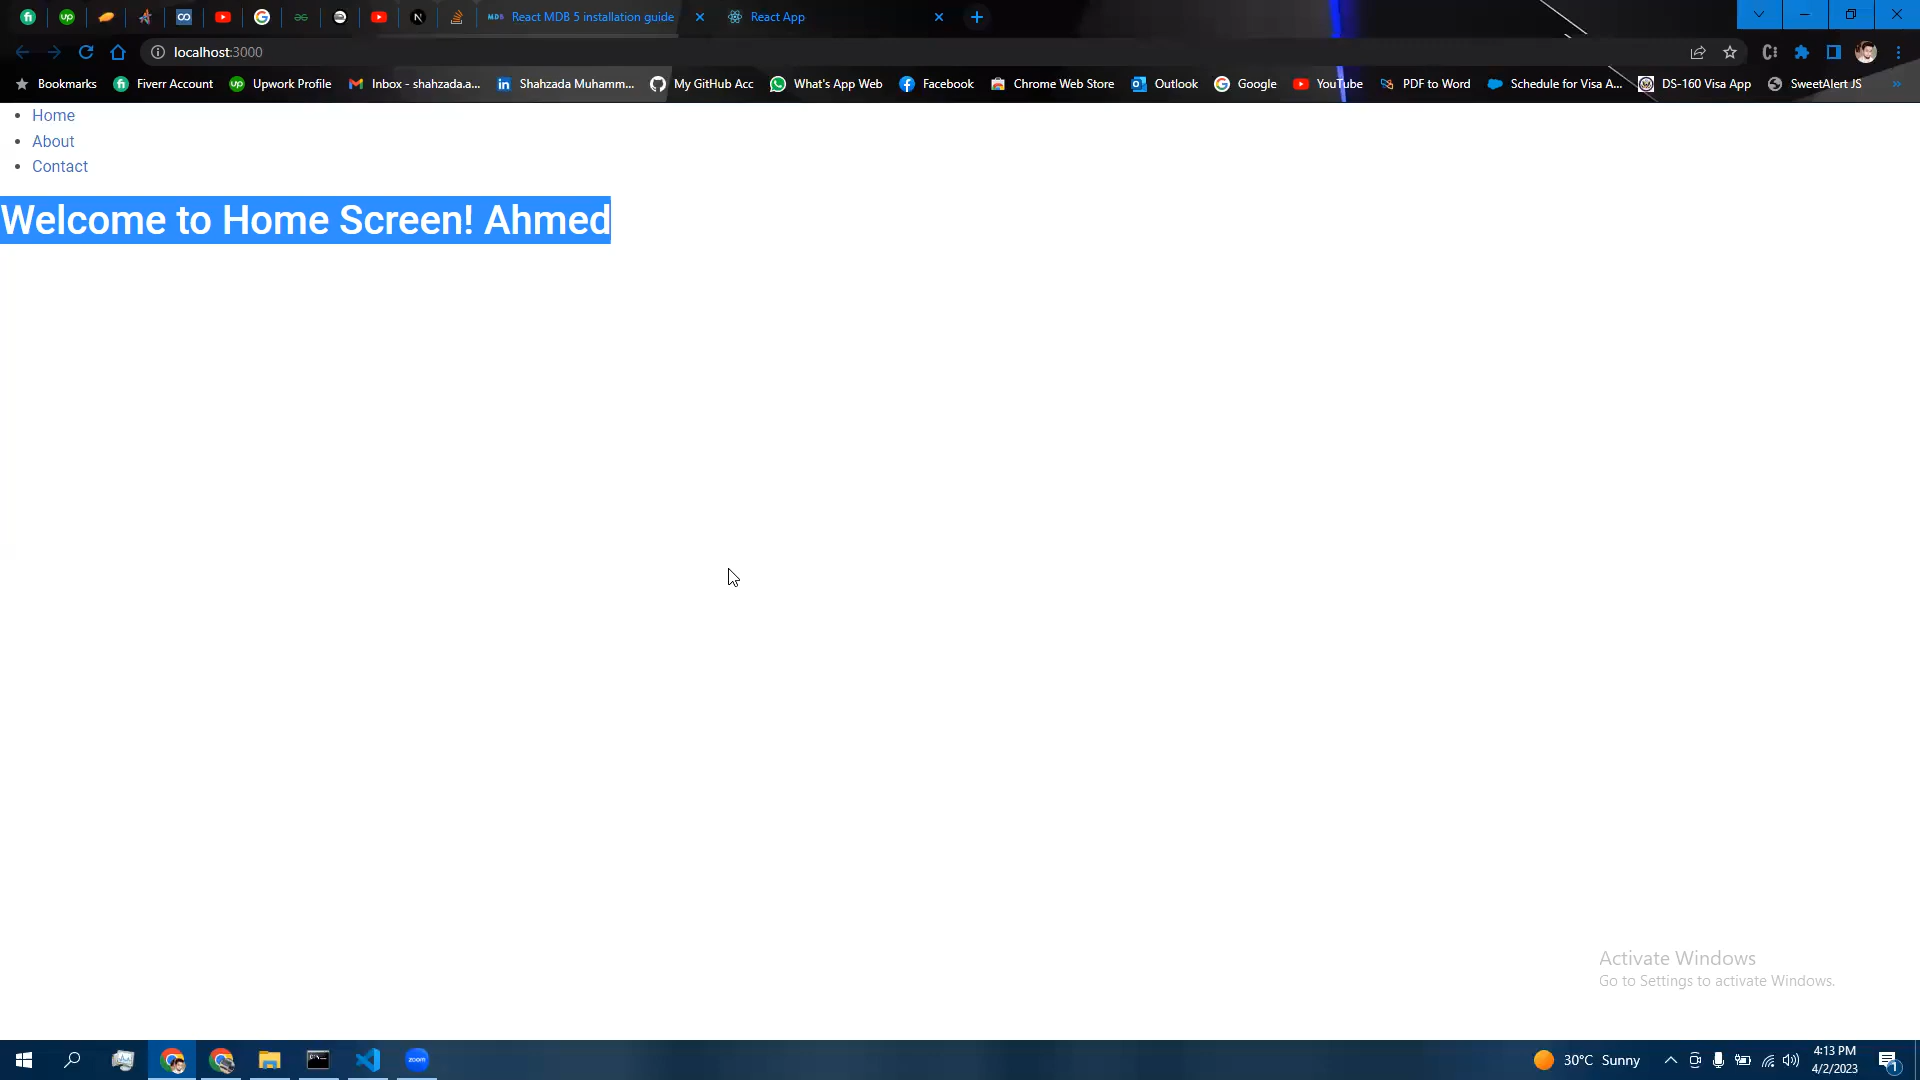 React MDB 5 installation guide
React App
localhost:3000
Bookmarks
Fiverr Account
Upwork Profile
Inbox - shahzada.a...
Shahzada Muhamm...
My GitHub Acc
What's App Web
Facebook
Chrome Web Store
Outlook
Google
YouTube
PDF to Word
Schedule for Visa A...
DS-160 Visa App
SweetAlert JS
Home
About
Contact
Welcome to Home Screen! Ahmed
Activate Windows
Go to Settings to activate Windows.
30°C Sunny
4:13 PM
4/2/2023